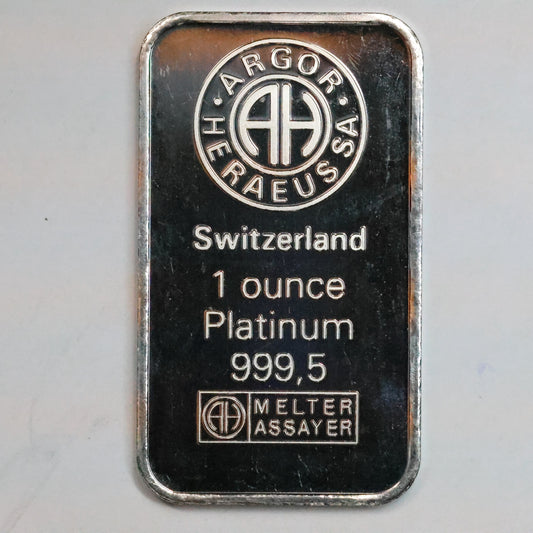 · ARGOR ·
HERAEUS SA
AH
Switzerland
1 ounce
Platinum
999,5
AH MELTER
ASSAYER